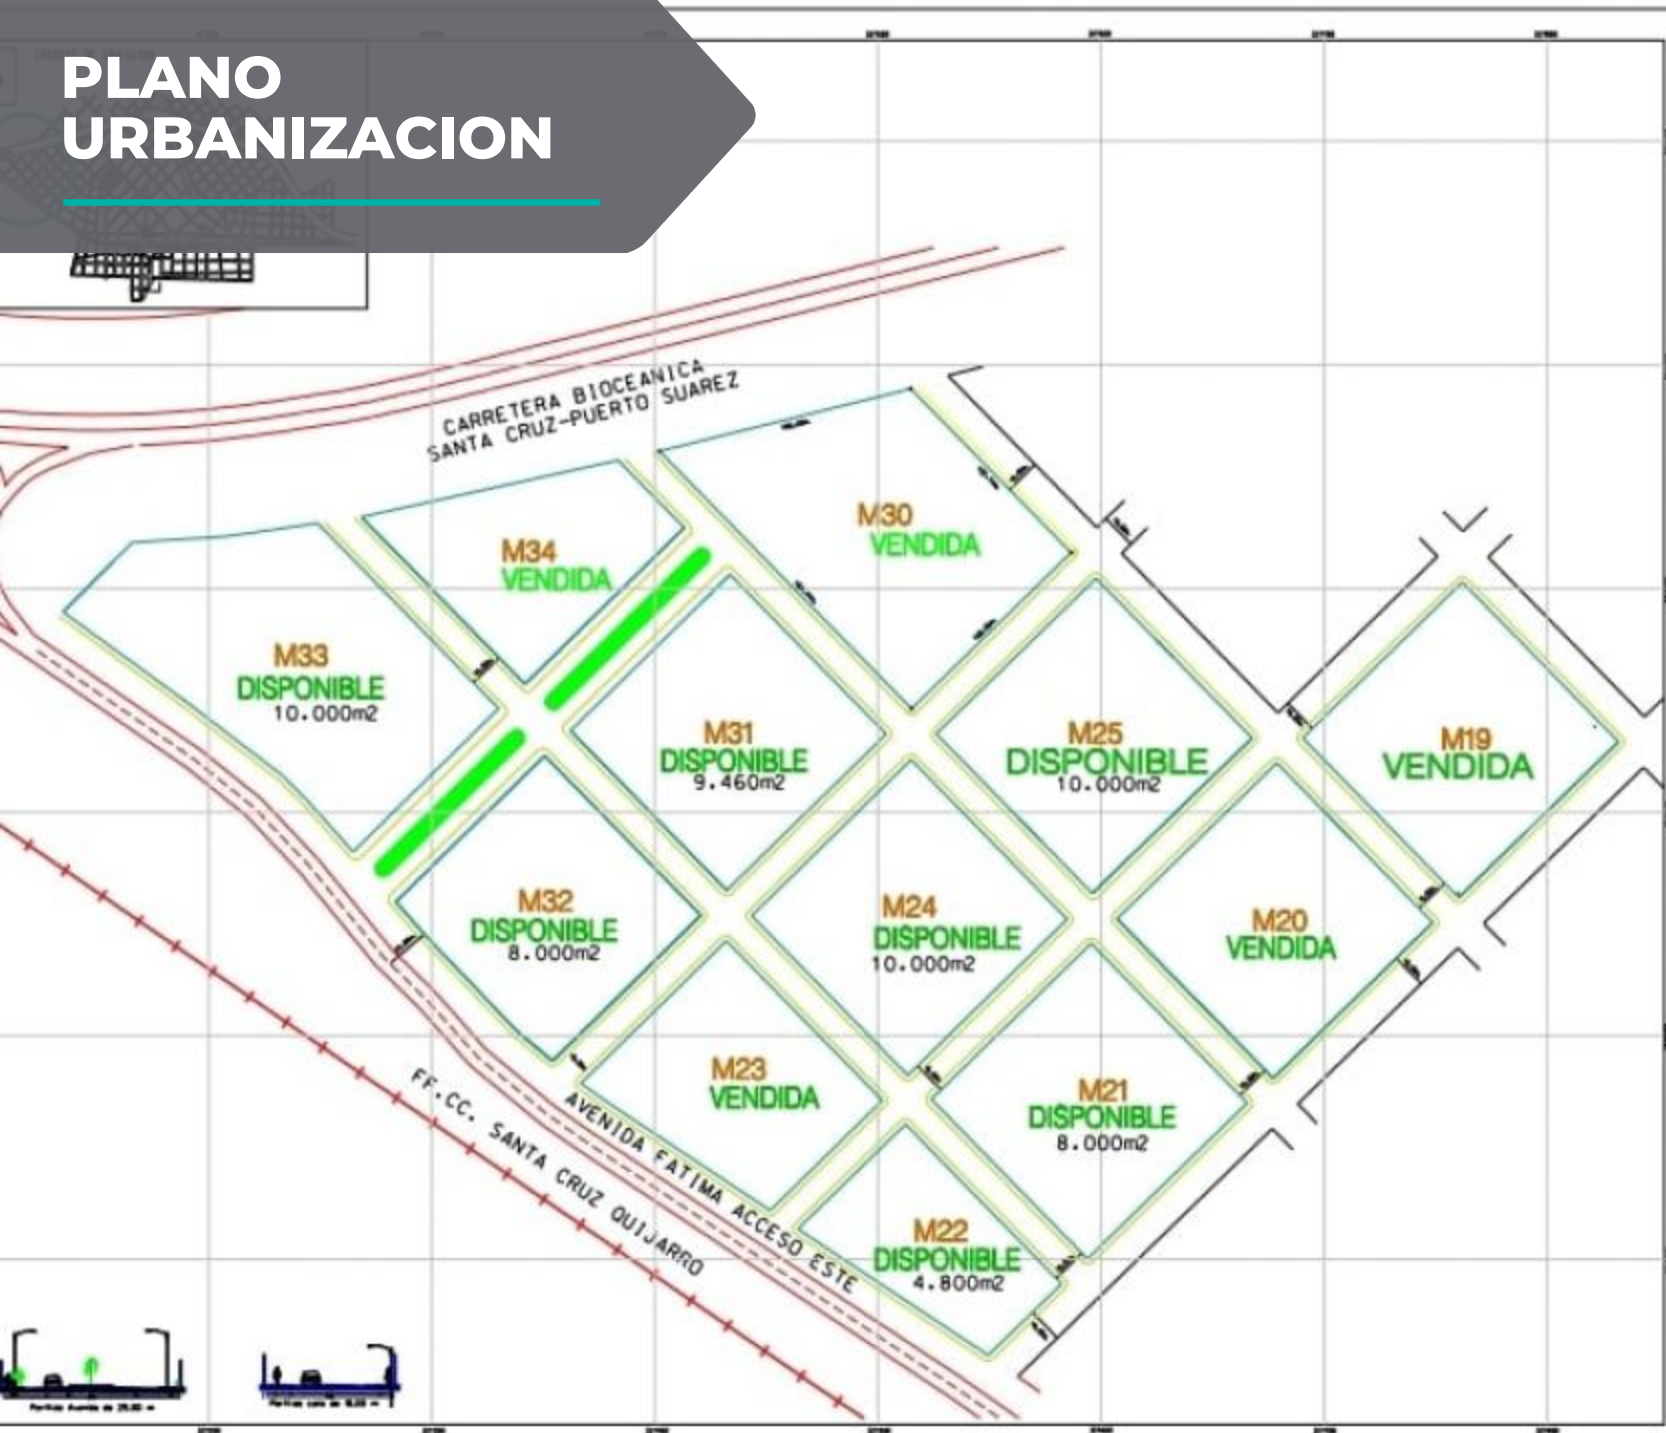 PLANO
URBANIZACION
CARRETERA BIOCEANICA
SANTA CRUZ-PUERTO SUAREZ
M30
VENDIDA
M34
VENDIDA
M33
DISPONIBLE
10.000m2
M31
DISPONIBLE
9.460m2
M25
DISPONIBLE
10.000m2
M19
VENDIDA
M32
DISPONIBLE
8.000m2
M24
DISPONIBLE
10.000m2
M20
VENDIDA
M23
VENDIDA
M21
DISPONIBLE
8.000m2
M22
DISPONIBLE
4.800m2
AVENIDA FATIMA ACCESO ESTE
FF.CC. SANTA CRUZ QUIJARRO